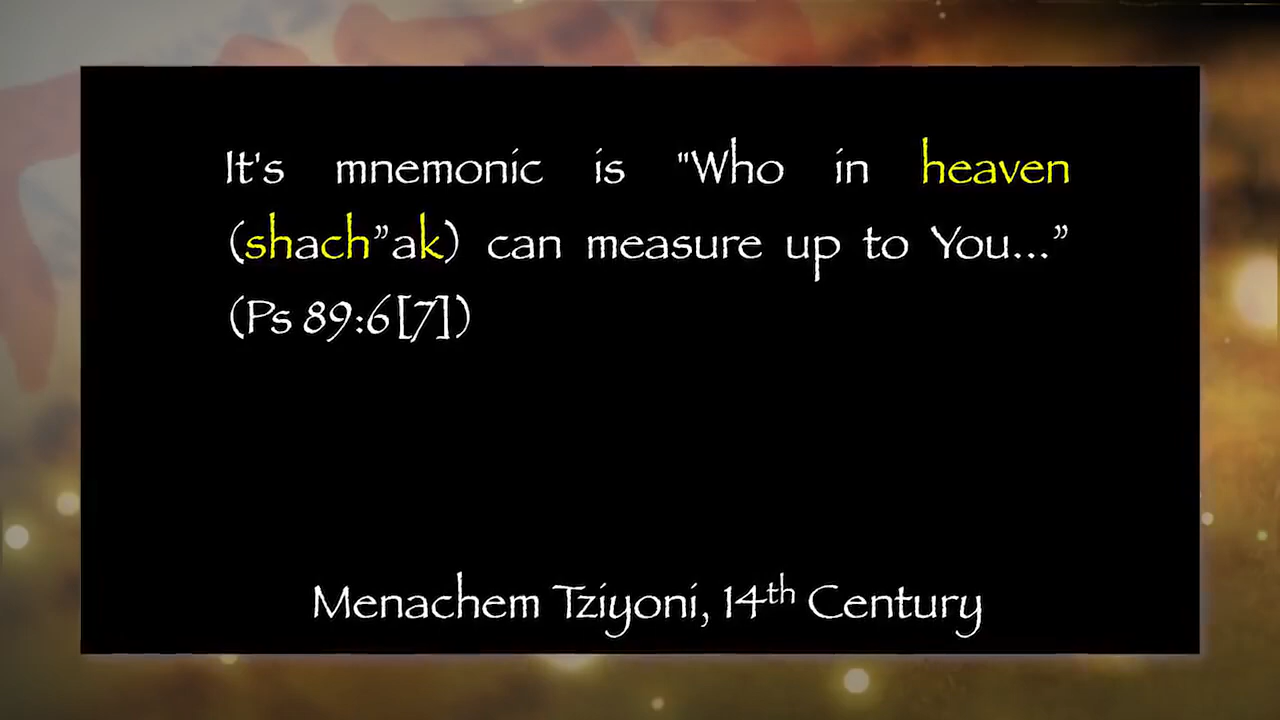 It's mnemonic is "Who in heaven
(shach”ak) can measure up to You...”
(Ps 89:6[7])
Menachem Tziyoni, 14th Century